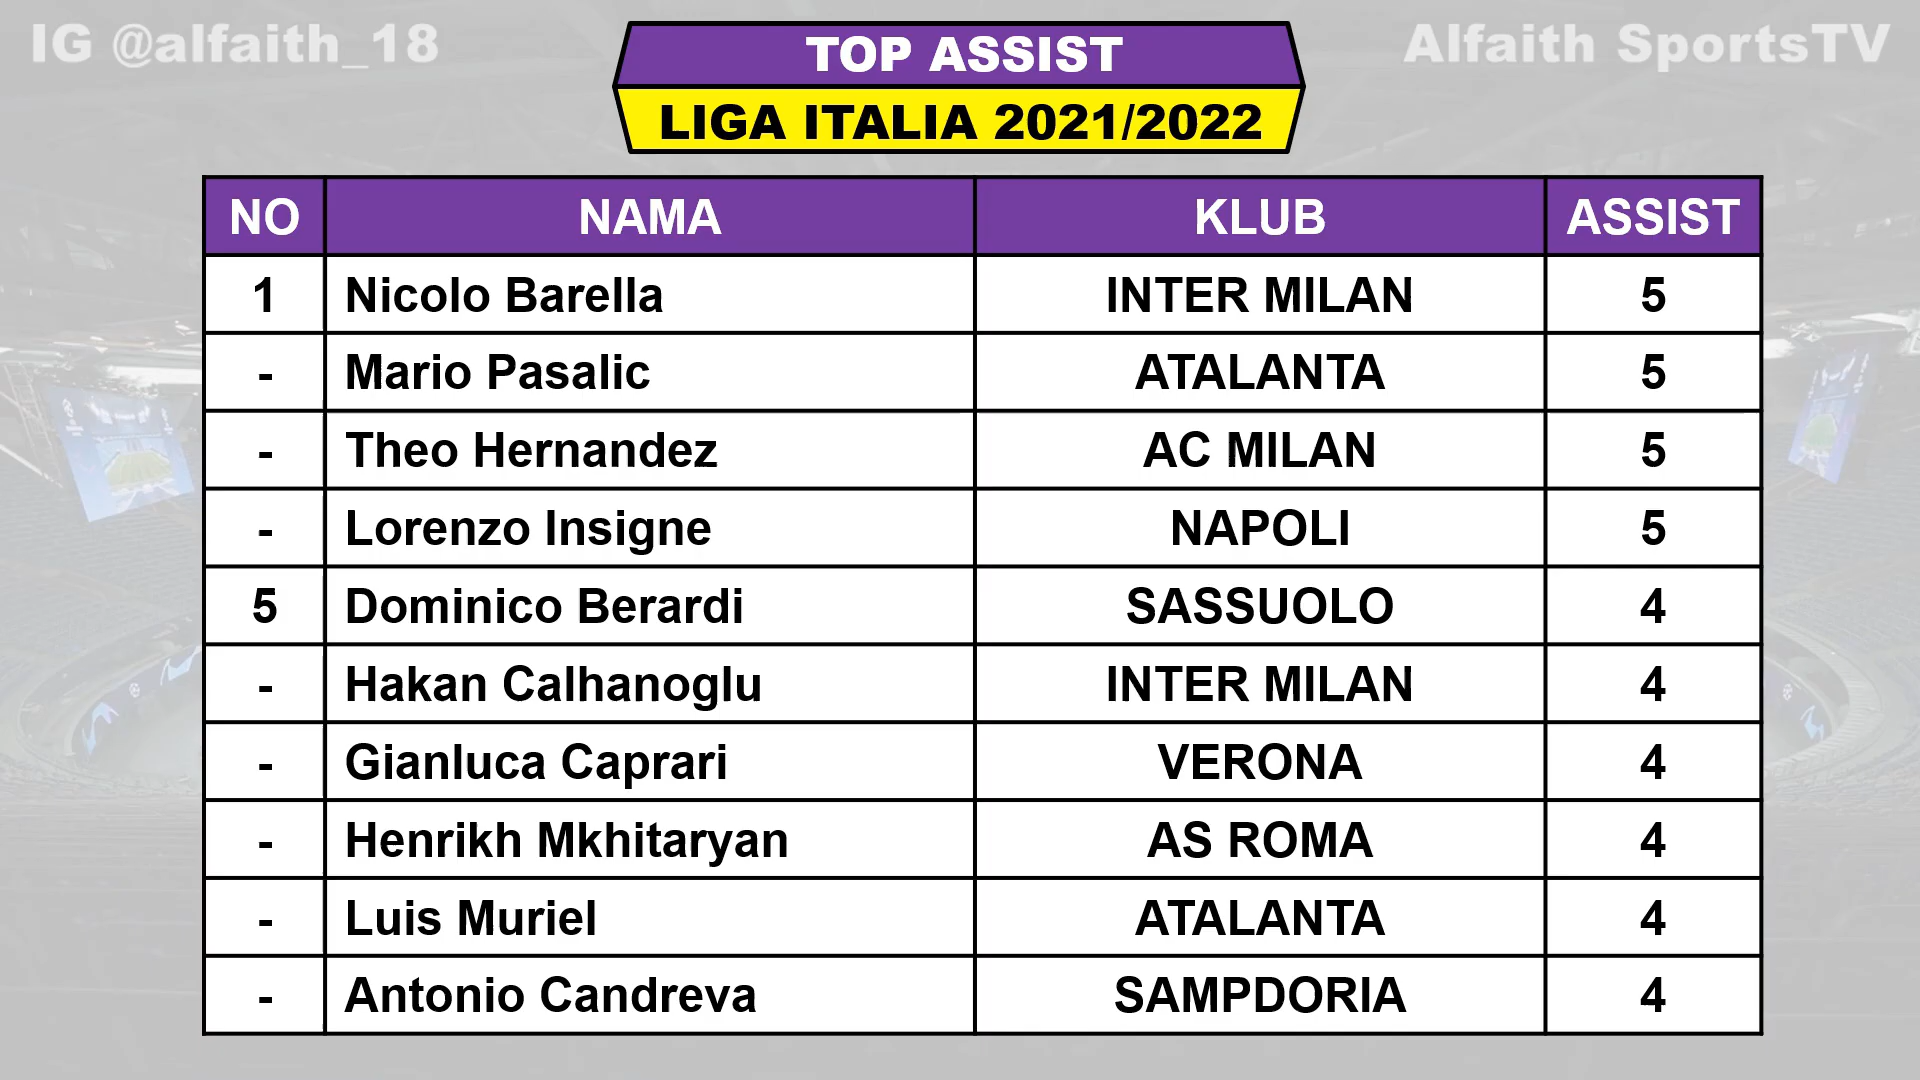 IG @alfaith_18
Alfaith SportsTV
TOP ASSIST
LIGA ITALIA 2021/2022
NO NAMA KLUB ASSIST
1 Nicolo Barella INTER MILAN 5
- Mario Pasalic ATALANTA 5
- Theo Hernandez AC MILAN 5
- Lorenzo Insigne NAPOLI 5
5 Dominico Berardi SASSUOLO 4
- Hakan Calhanoglu INTER MILAN 4
- Gianluca Caprari VERONA 4
- Henrikh Mkhitaryan AS ROMA 4
- Luis Muriel ATALANTA 4
- Antonio Candreva SAMPDORIA 4